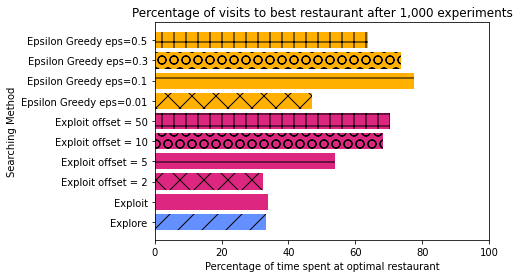 Percentage of visits to best restaurant after 1,000 experiments
Searching Method
Epsilon Greedy eps=0.5
Epsilon Greedy eps=0.3
Epsilon Greedy eps=0.1
Epsilon Greedy eps=0.01
Exploit offset = 50
Exploit offset = 10
Exploit offset = 5
Exploit offset = 2
Exploit
Explore
0 20 40 60 80 100
Percentage of time spent at optimal restaurant